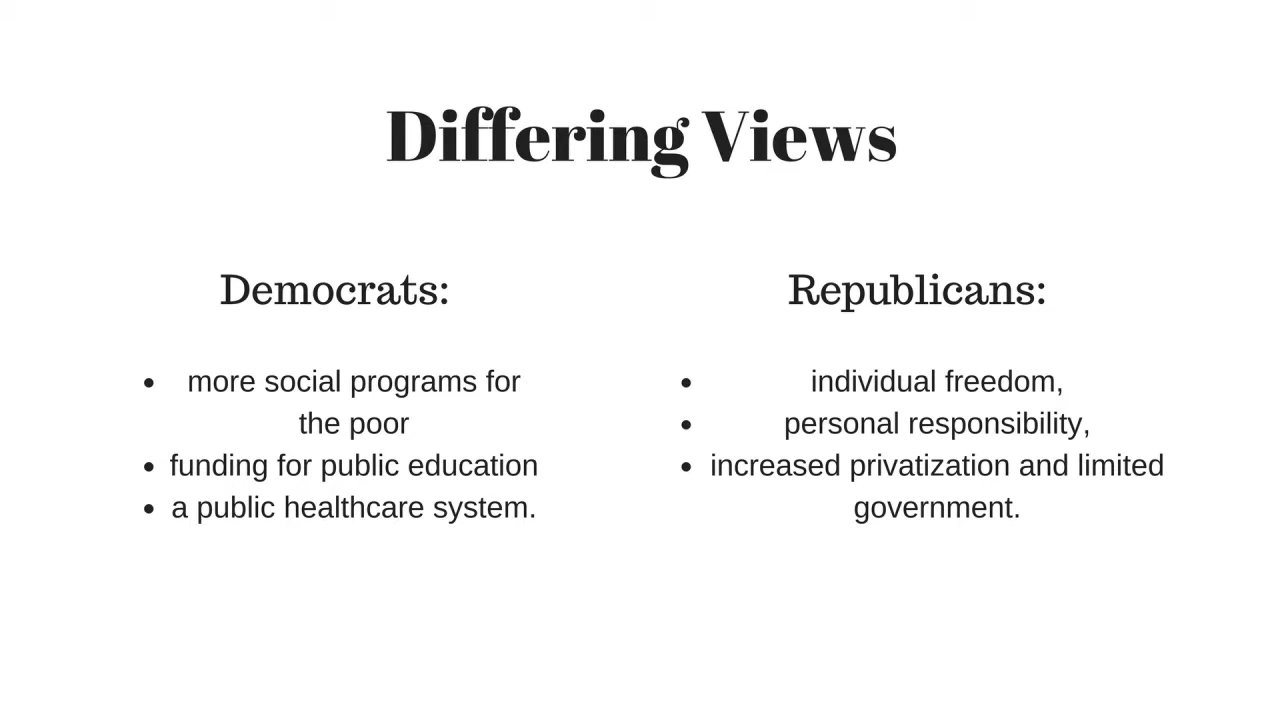 Differing Views
Democrats:
more social programs for
the poor
funding for public education
a public healthcare system.
Republicans:
individual freedom,
personal responsibility,
increased privatization and limited
government.